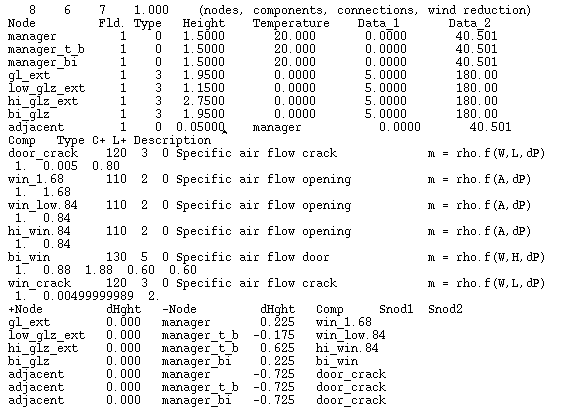 8 6 7 1.000 (nodes, components, connections, wind reduction)
Node Fld. Type Height Temperature Data_1 Data_2
manager 1 0 1.5000 20.000 0.0000 40.501
manager_t_b 1 0 1.5000 20.000 0.0000 40.501
manager_bi 1 0 1.5000 20.000 0.0000 40.501
gl_ext 1 3 1.9500 0.0000 5.0000 180.00
low_glz_ext 1 3 1.1500 0.0000 5.0000 180.00
hi_glz_ext 1 3 2.7500 0.0000 5.0000 180.00
bi_glz 1 3 1.9500 0.0000 5.0000 180.00
adjacent 1 0 0.05000 manager 0.0000 40.501
Comp Type C+ L+ Description
door_crack 120 3 0 Specific air flow crack m = rho.f(W,L,dP)
1. 0.005 0.80
win_1.68 110 2 0 Specific air flow opening m = rho.f(A,dP)
1. 1.68
win_low.84 110 2 0 Specific air flow opening m = rho.f(A,dP)
1. 0.84
hi_win.84 110 2 0 Specific air flow opening m = rho.f(A,dP)
1. 0.84
bi_win 130 5 0 Specific air flow door m = rho.f(W,H,dP)
1. 0.88 1.88 0.60 0.60
win_crack 120 3 0 Specific air flow crack m = rho.f(W,L,dP)
1. 0.00499999989 2.
+Node dHght -Node dHght Comp Snod1 Snod2
gl_ext 0.000 manager 0.225 win_1.68
low_glz_ext 0.000 manager_t_b -0.175 win_low.84
hi_glz_ext 0.000 manager_t_b 0.625 hi_win.84
bi_glz 0.000 manager_bi 0.225 bi_win
adjacent 0.000 manager -0.725 door_crack
adjacent 0.000 manager_t_b -0.725 door_crack
adjacent 0.000 manager_bi -0.725 door_crack